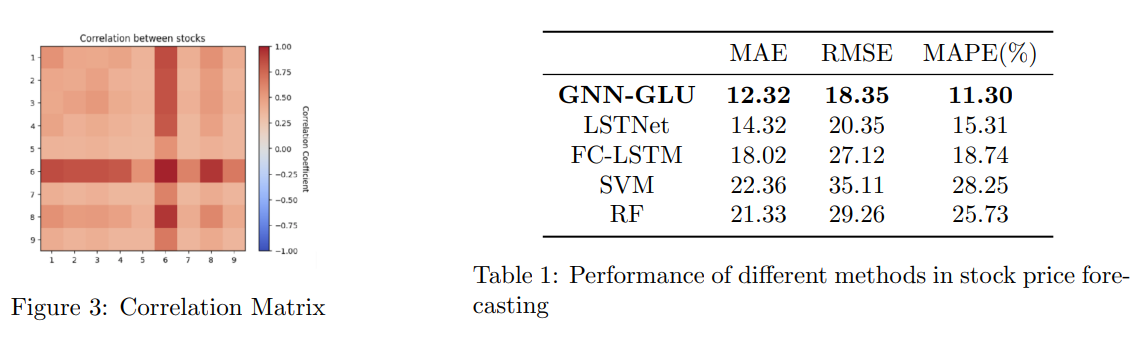 Correlation between stocks
1
2
3
4
5
6
7
8
9
1 2 3 4 5 6 7 8 9
1.00
0.75
0.50
0.25
0.00
−0.25
−0.50
−0.75
−1.00
Correlation Coefficient
Figure 3: Correlation Matrix
MAE RMSE MAPE(%)
GNN-GLU 12.32 18.35 11.30
LSTNet 14.32 20.35 15.31
FC-LSTM 18.02 27.12 18.74
SVM 22.36 35.11 28.25
RF 21.33 29.26 25.73
Table 1: Performance of different methods in stock price fore-
casting